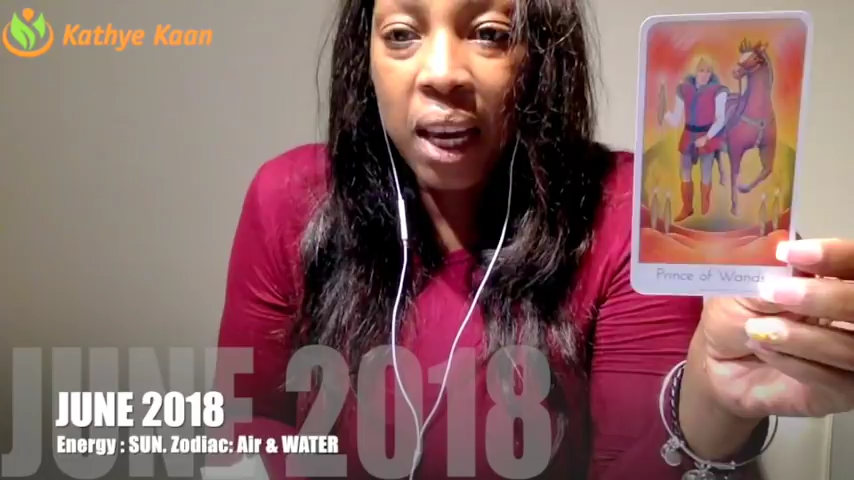 Kathye Kaan
Prince of Wands
JUNE 2018
JUNE 2018
Energy : SUN. Zodiac: Air & WATER